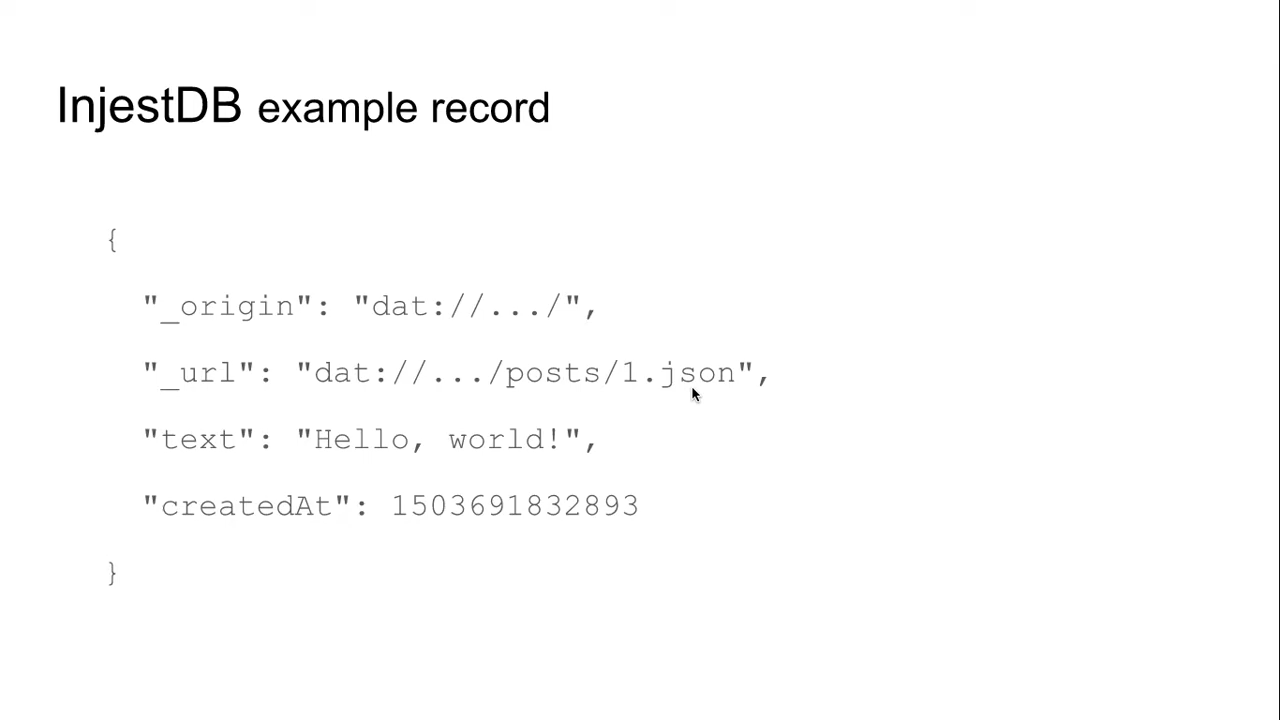 InjestDB example record
{
"_origin": "dat://.../",
"_url": "dat://.../posts/1.json",
"text": "Hello, world!",
"createdAt": 1503691832893
}